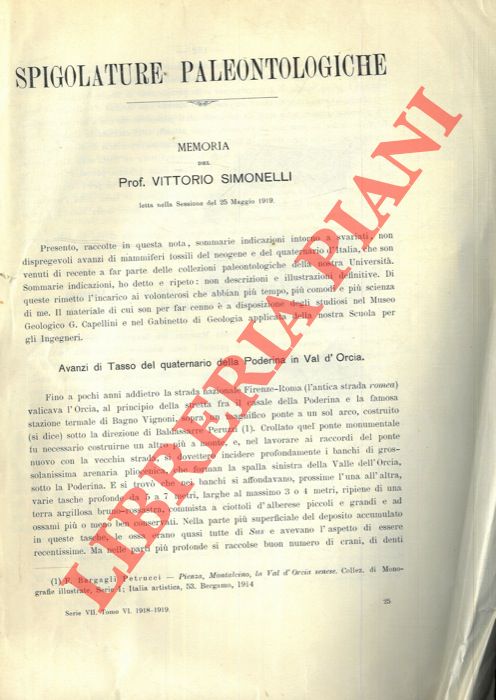 SPIGOLATURE PALEONTOLOGICHE
MEMORIA
DEL
Prof. VITTORIO SIMONELLI
letta nella Sessione del 25 Maggio 1919.
Presento, raccolte in questa nota, sommarie indicazioni intorno a svariati, non
dispregevoli avanzi di mammiferi fossili del neogene e del quaternario d'Italia, che son
venuti di recente a far parte delle collezioni paleontologiche della nostra Università.
Sommarie indicazioni, ho detto e ripeto: non descrizioni e illustrazioni definitive. Di
queste rimetto l'incarico ai volonterosi che abbian più tempo, più comodi e più scienza
di me. Il materiale di cui son per far cenno è a disposizione degli studiosi nel Museo
Geologico G. Capellini e nel Gabinetto di Geologia applicata della nostra Scuola per
gli Ingegneri.
Avanzi di Tasso del quaternario della Poderina in Val d'Orcia.
Fino a pochi anni addietro la strada nazionale Firenze-Roma (l'antica strada romea)
valicava l'Orcia, al principio della stretta fra il casale della Poderina e la famosa
stazione termale di Bagno Vignoni, sopra un magnifico ponte a un sol arco, costruito
(si dice) sotto la direzione di Baldassarre Peruzzi (1). Crollato quel ponte monumentale
fu necessario costruirne un altro più a monte, e, nel lavorare ai raccordi del ponte
nuovo con la vecchia strada, si dovettero incidere profondamente i banchi di gros-
solanissima arenaria pliocenica che forman la spalla sinistra della Valle dell'Orcia,
sotto la Poderina. E si trovò che nei banchi si affondavano, prossime l'una all'altra,
varie tasche profonde 6 a 7 metri, larghe al massimo 3 o 4 metri, ripiene di una
terra argillosa bruno-rossastra, commista a ciottoli d'alberese piccoli e grandi e ad
ossami più o meno ben conservati. Nella parte più superficiale del deposito accumulato
in queste tasche, le ossa erano quasi tutte di Sus e avevano l'aspetto di essere
recentissime. Ma nelle parti più profonde si raccolse buon numero di crani, di denti
(1) F. Bargagli Petrucci — Pienza, Montalcino, la Val d'Orcia senese. Collez. di Mono-
grafie illustrate, Serie I; Italia artistica, 53. Bergamo, 1914
Serie VII. Tomo VI. 1918-1919.
25
LIBRERIA PIANI